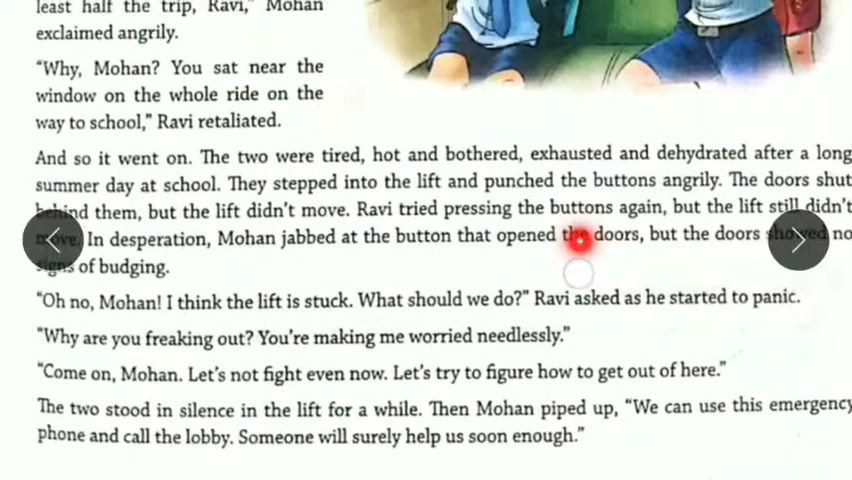 least half the trip, Ravi," Mohan
exclaimed angrily.
"Why, Mohan? You sat near the
window on the whole ride on the
way to school," Ravi retaliated.
And so it went on. The two were tired, hot and bothered, exhausted and dehydrated after a long
summer day at school. They stepped into the lift and punched the buttons angrily. The doors shut
behind them, but the lift didn't move. Ravi tried pressing the buttons again, but the lift still didn't
move. In desperation, Mohan jabbed at the button that opened the doors, but the doors showed no
signs of budging.
"Oh no, Mohan! I think the lift is stuck. What should we do?" Ravi asked as he started to panic.
"Why are you freaking out? You're making me worried needlessly."
"Come on, Mohan. Let's not fight even now. Let's try to figure how to get out of here."
The two stood in silence in the lift for a while. Then Mohan piped up, "We can use this emergency
phone and call the lobby. Someone will surely help us soon enough."